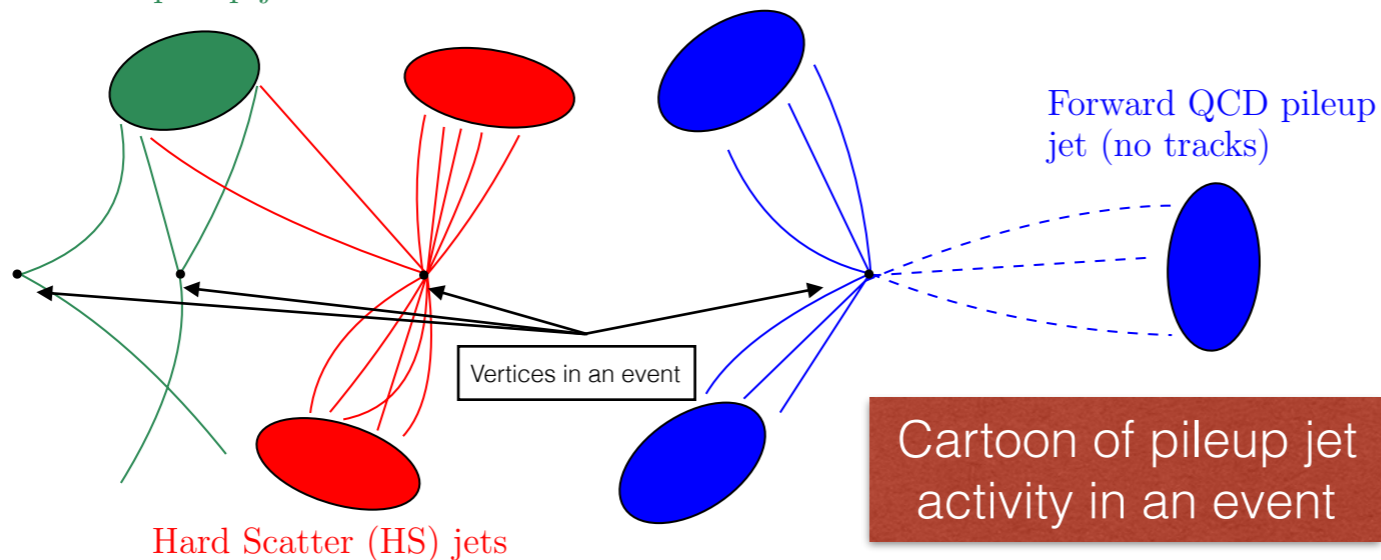 Forward QCD pileup
jet (no tracks)
Vertices in an event
Cartoon of pileup jet
activity in an event
Hard Scatter (HS) jets